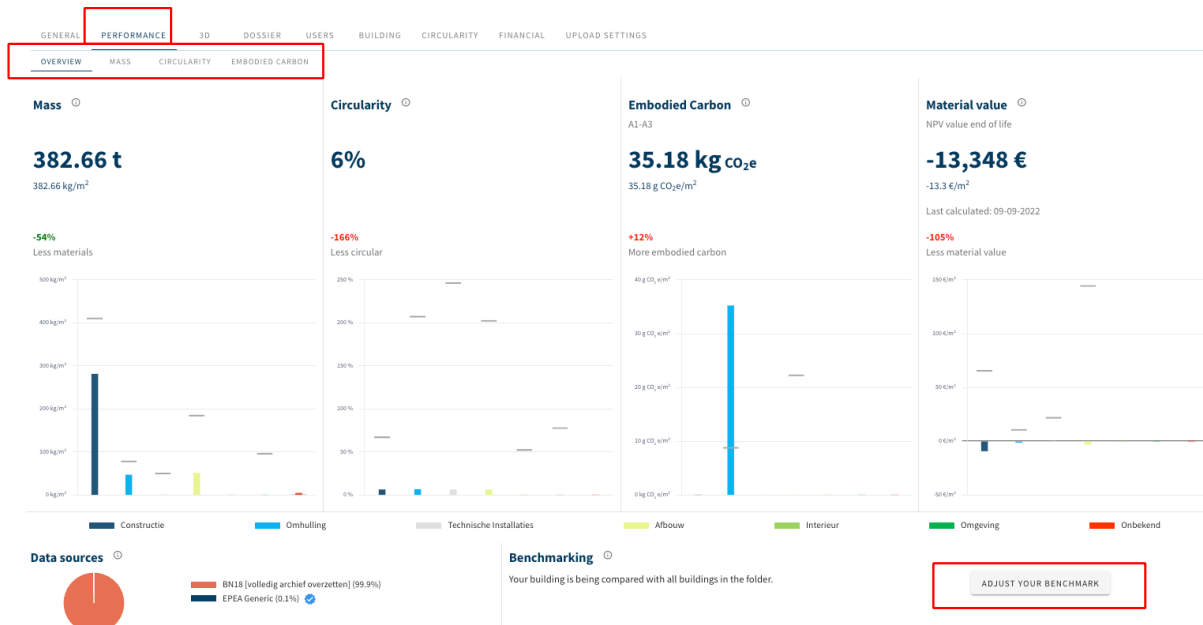 GENERAL PERFORMANCE 3D DOSSIER USERS BUILDING CIRCULARITY FINANCIAL UPLOAD SETTINGS
OVERVIEW MASS CIRCULARITY EMBODIED CARBON
Mass
382.66 t
382.66 kg/m²
-54%
Less materials
500 kg/m²
400 kg/m²
300 kg/m²
200 kg/m²
100 kg/m²
0 kg/m²
Circularity
6%
-166%
Less circular
250 %
200 %
150 %
100 %
50 %
0 %
Embodied Carbon
A1-A3
35.18 kg CO₂e
35.18 g CO₂e/m²
+12%
More embodied carbon
40 g CO₂ e/m²
30 g CO₂ e/m²
20 g CO₂ e/m²
10 g CO₂ e/m²
0 kg CO₂ e/m²
Material value
NPV value end of life
-13,348 €
-13.3 €/m²
Last calculated: 09-09-2022
-105%
Less material value
150 €/m²
100 €/m²
50 €/m²
0 €/m²
-50 €/m²
Constructie Omhulling Technische Installaties Afbouw Interieur Omgeving Onbekend
Data sources
BN18 [volledig archief overzetten] (99.9%)
EPEA Generic (0.1%)
Benchmarking
Your building is being compared with all buildings in the folder.
ADJUST YOUR BENCHMARK